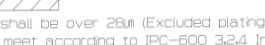 shall be over 28µm (Excluded plating
meet according to IPC-600 3.2.4 Ir